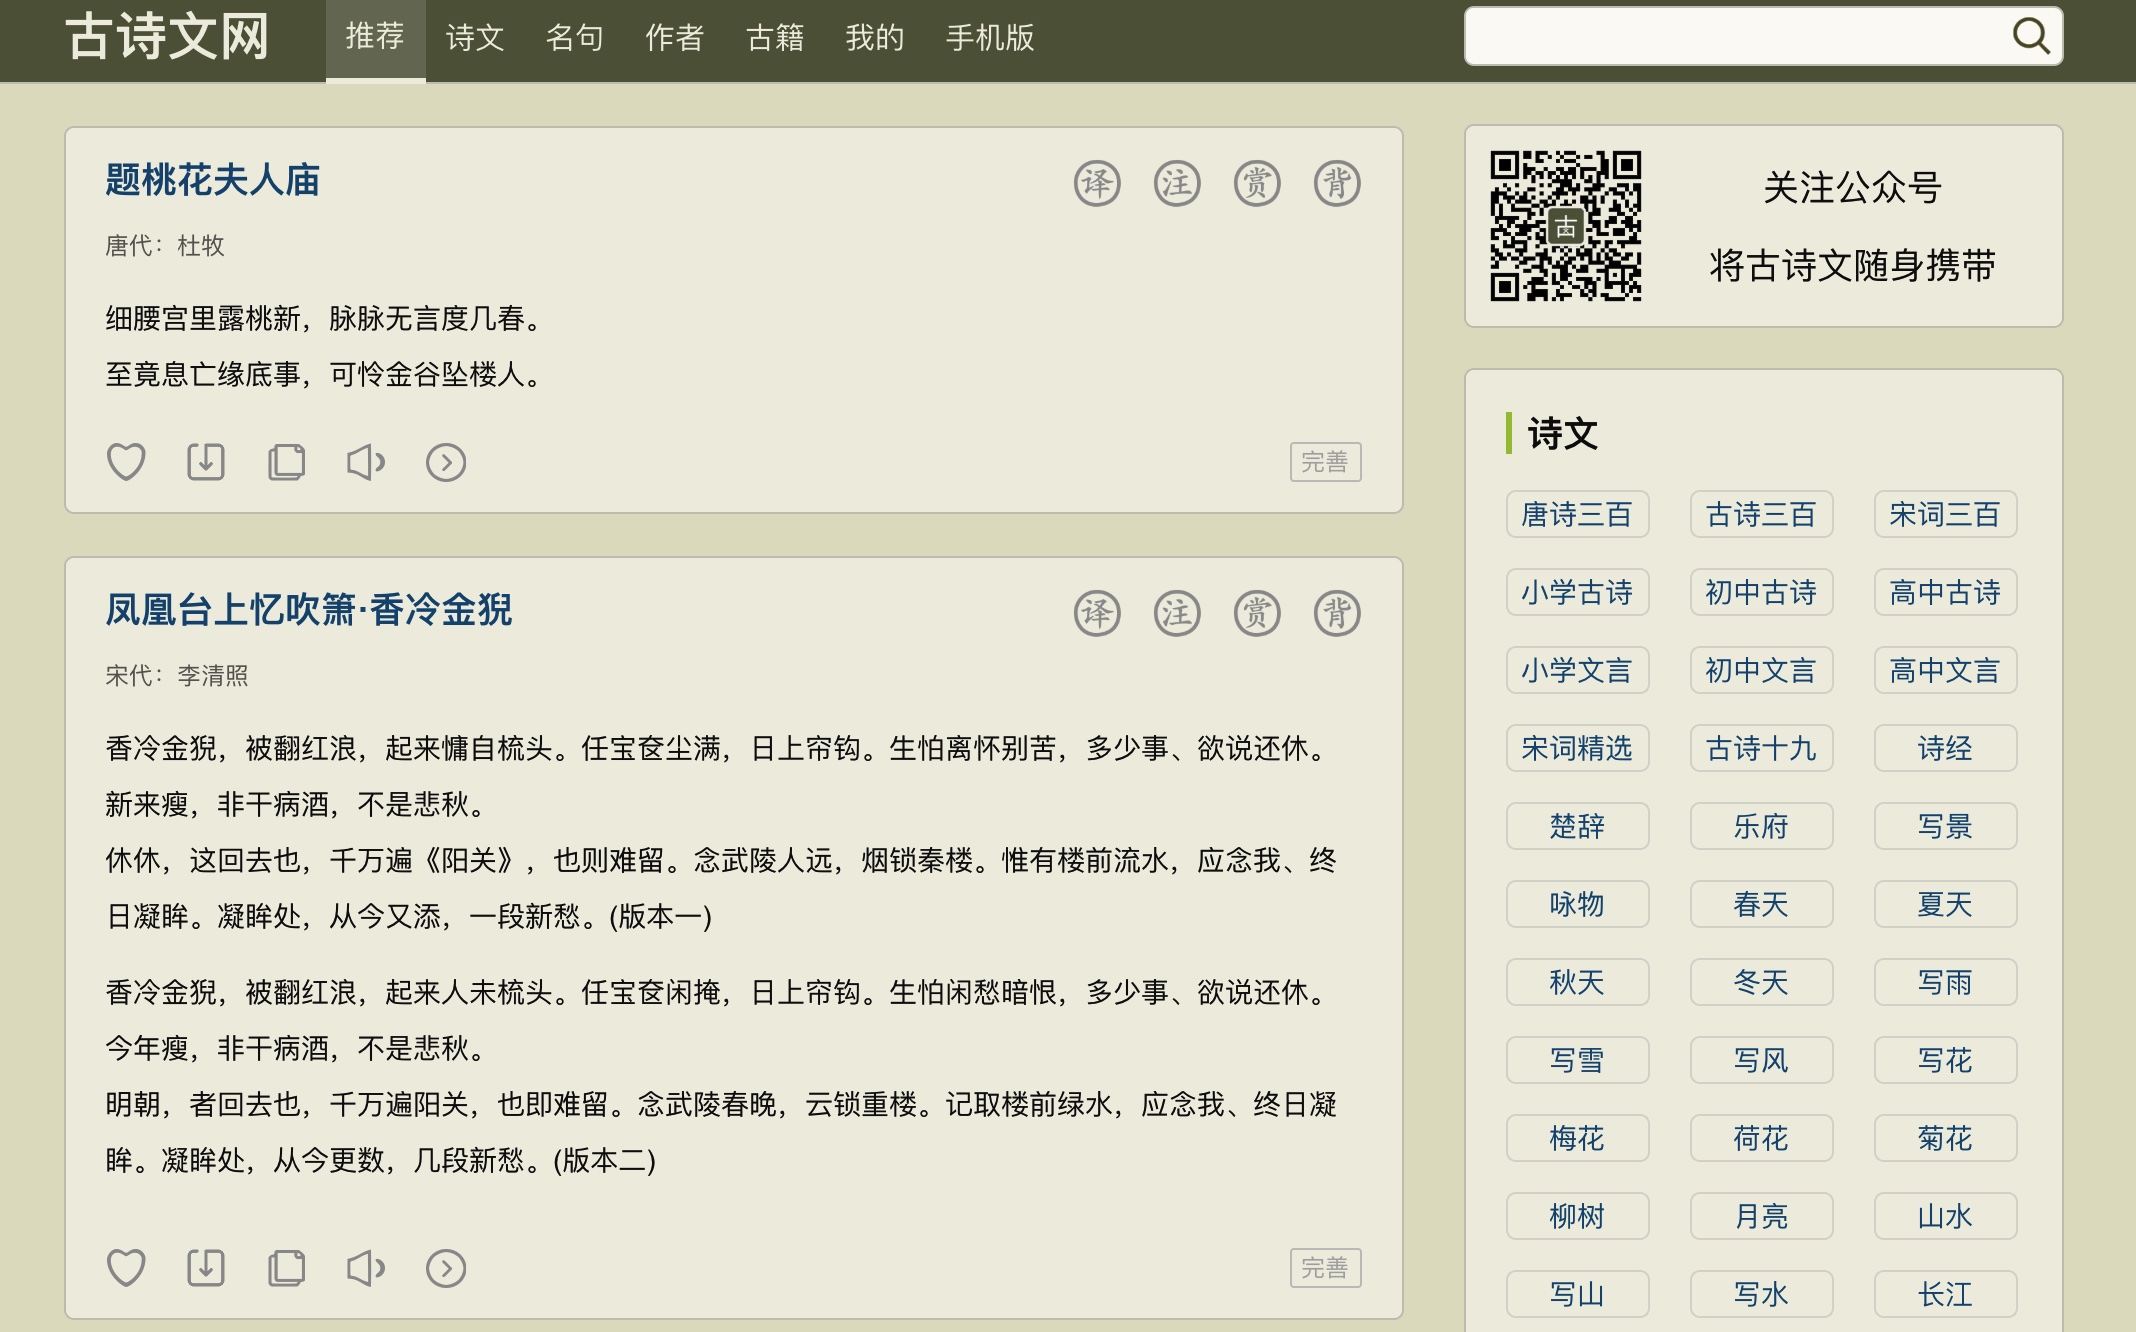 古诗文网
推荐 诗文 名句 作者 古籍 我的 手机版
题桃花夫人庙
译 注 赏 背
唐代：杜牧
细腰宫里露桃新，脉脉无言度几春。
至竟息亡缘底事，可怜金谷坠楼人。
完善
凤凰台上忆吹箫·香冷金猊
译 注 赏 背
宋代：李清照
香冷金猊，被翻红浪，起来慵自梳头。任宝奁尘满，日上帘钩。生怕离怀别苦，多少事、欲说还休。
新来瘦，非干病酒，不是悲秋。
休休，这回去也，千万遍《阳关》，也则难留。念武陵人远，烟锁秦楼。惟有楼前流水，应念我、终
日凝眸。凝眸处，从今又添，一段新愁。(版本一)
香冷金猊，被翻红浪，起来人未梳头。任宝奁闲掩，日上帘钩。生怕闲愁暗恨，多少事、欲说还休。
今年瘦，非干病酒，不是悲秋。
明朝，者回去也，千万遍阳关，也即难留。念武陵春晚，云锁重楼。记取楼前绿水，应念我、终日凝
眸。凝眸处，从今更数，几段新愁。(版本二)
完善
古
关注公众号
将古诗文随身携带
诗文
唐诗三百 古诗三百 宋词三百
小学古诗 初中古诗 高中古诗
小学文言 初中文言 高中文言
宋词精选 古诗十九 诗经
楚辞 乐府 写景
咏物 春天 夏天
秋天 冬天 写雨
写雪 写风 写花
梅花 荷花 菊花
柳树 月亮 山水
写山 写水 长江